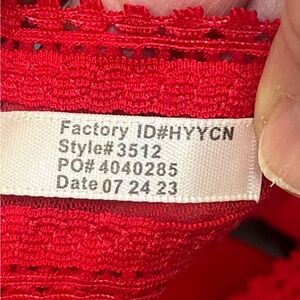 Factory ID#HYYCN
Style# 3512
PO# 4040285
Date 07 24 23